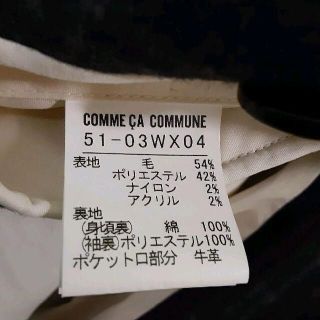 COMME ÇA COMMUNE
51-03WX04
表地 毛 54%
ポリエステル 42%
ナイロン 2%
アクリル 2%
裏地
(身頃裏) 綿 100%
(袖裏)ポリエステル100%
ポケット口部分 牛革